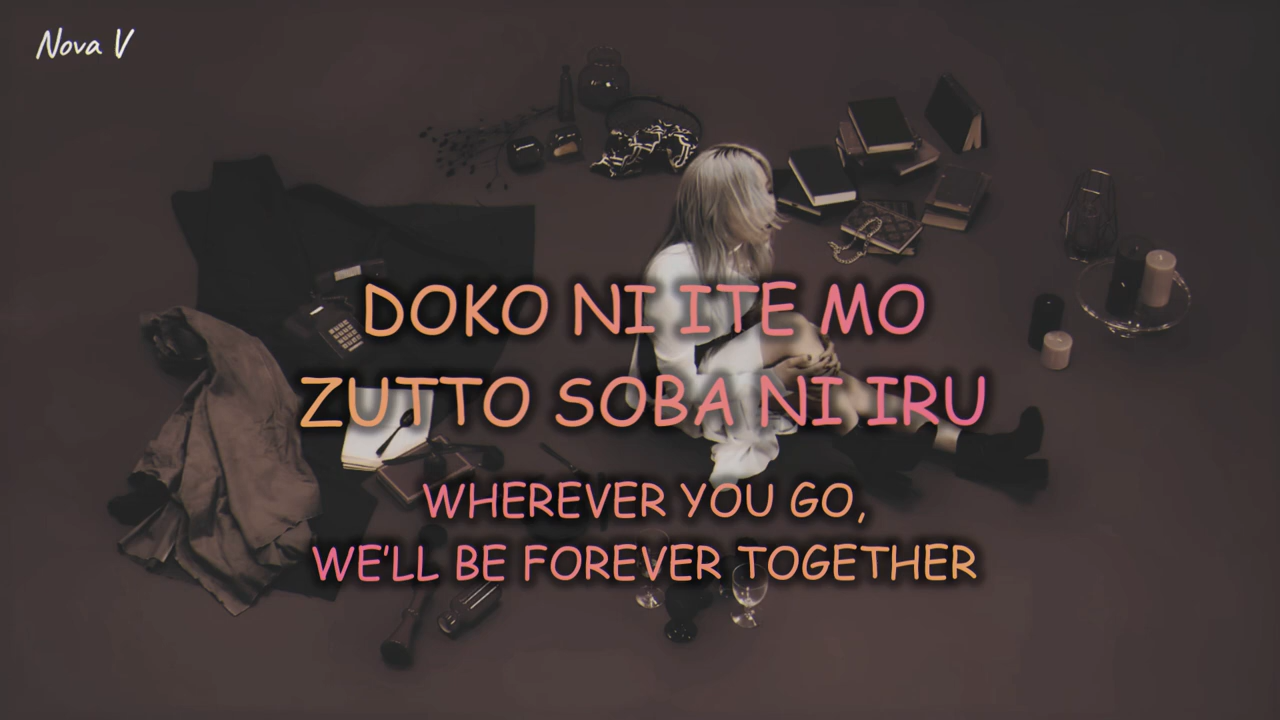 Nova V
DOKO NI ITE MO
ZUTTO SOBA NI IRU
WHEREVER YOU GO,
WE'LL BE FOREVER TOGETHER